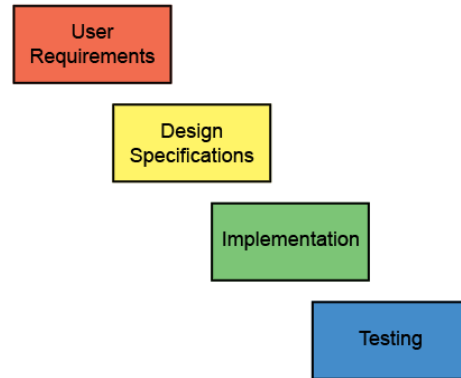 User
Requirements
Design
Specifications
Implementation
Testing